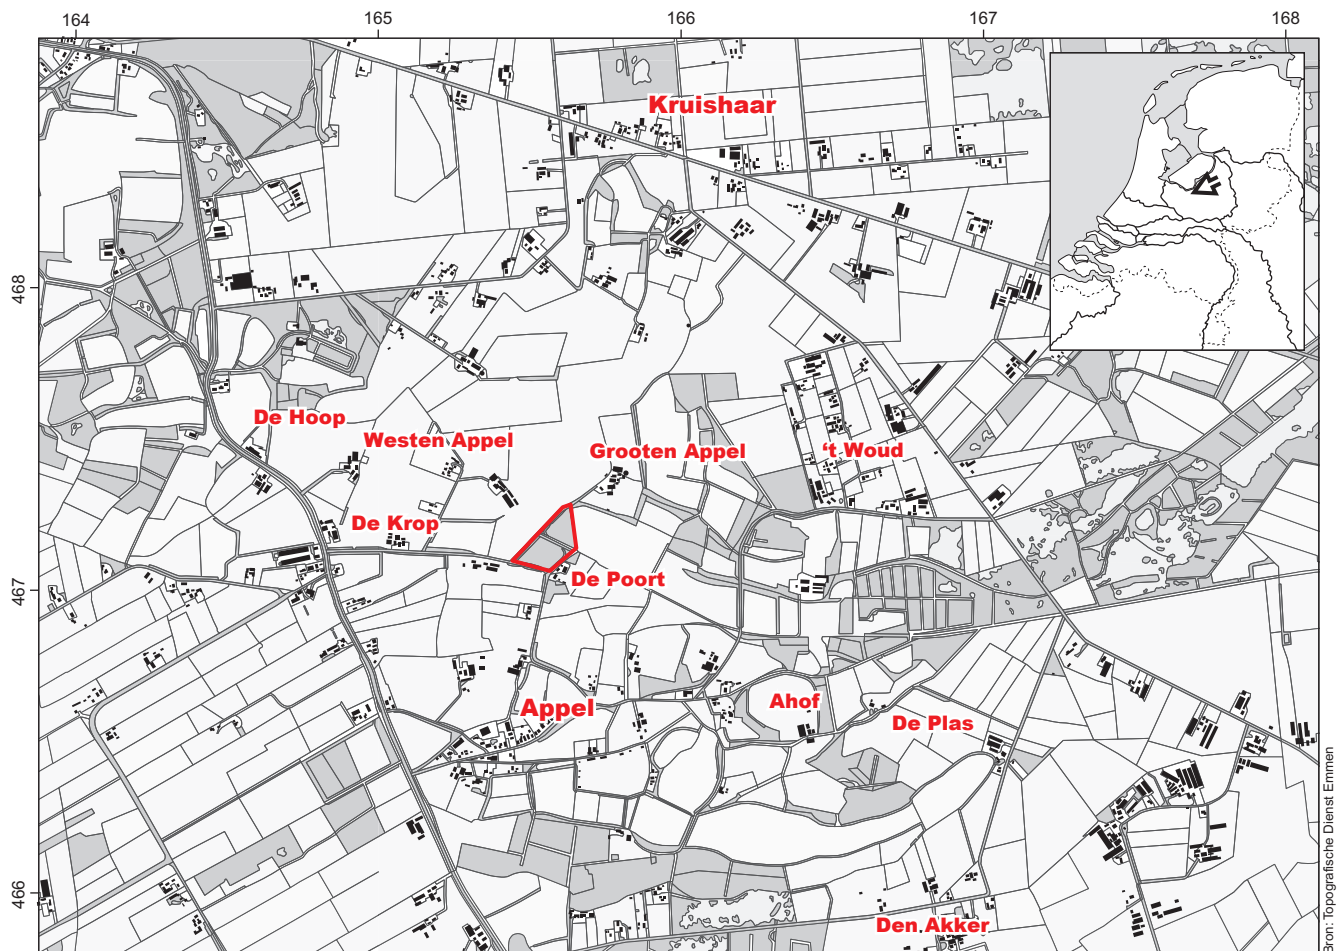 164 165 166 167 168
Kruishaar
468
De Hoop
Westen Appel
Grooten Appel
‘t Woud
De Krop
De Poort
467
Appel
Ahof
De Plas
466
Den Akker
Bron: Topografische Dienst Emmen